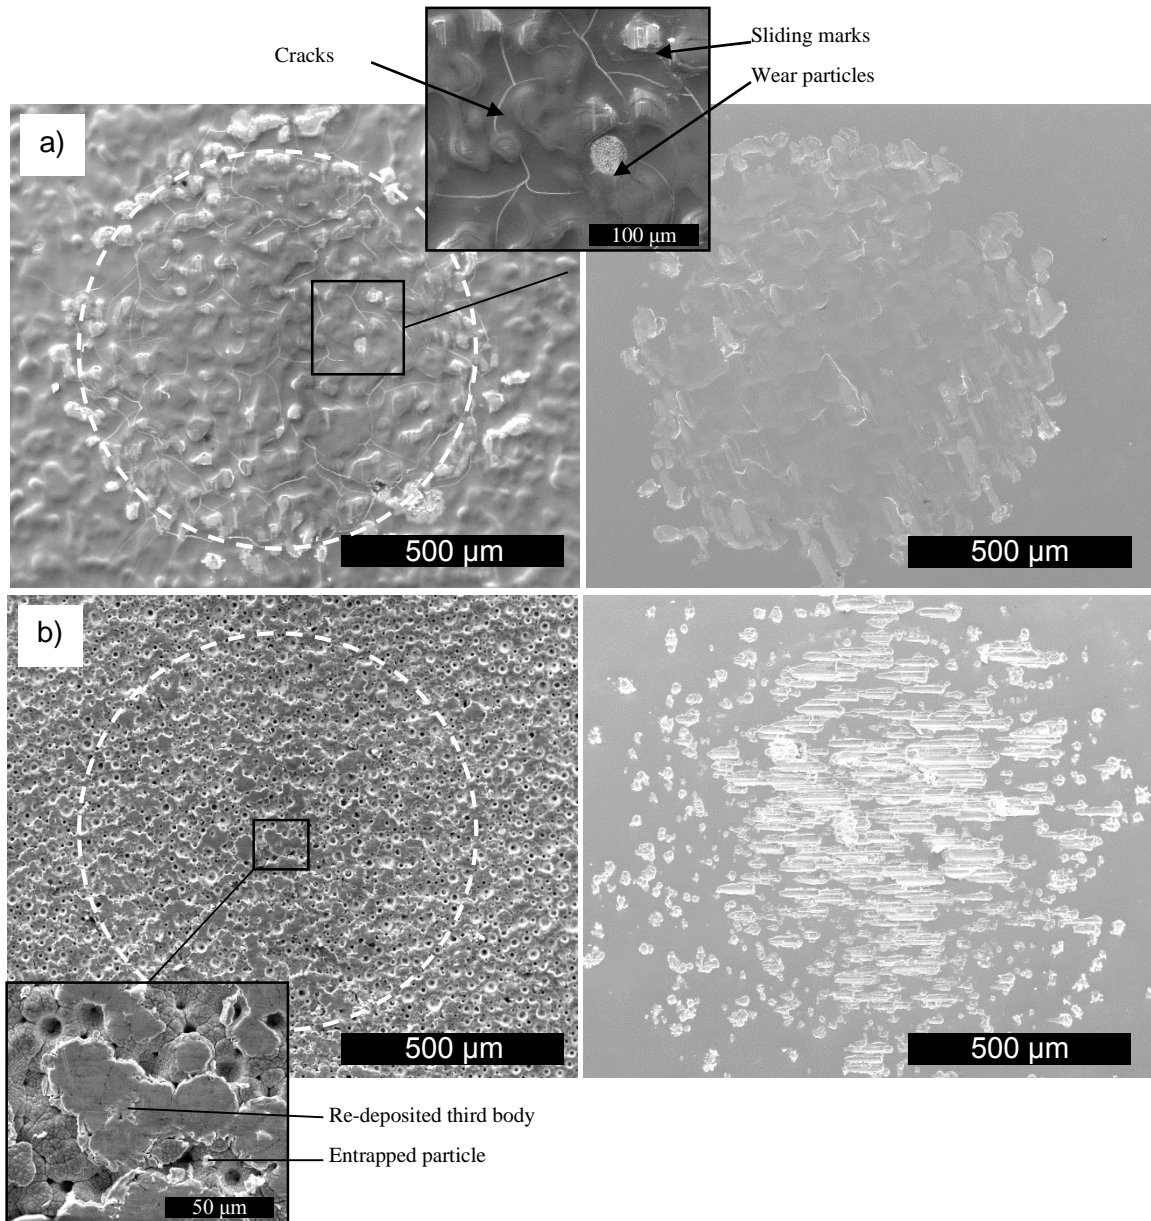 Cracks
Sliding marks
Wear particles
100 µm
a)
500 µm
500 µm
b)
500 µm
500 µm
Re-deposited third body
Entrapped particle
50 µm